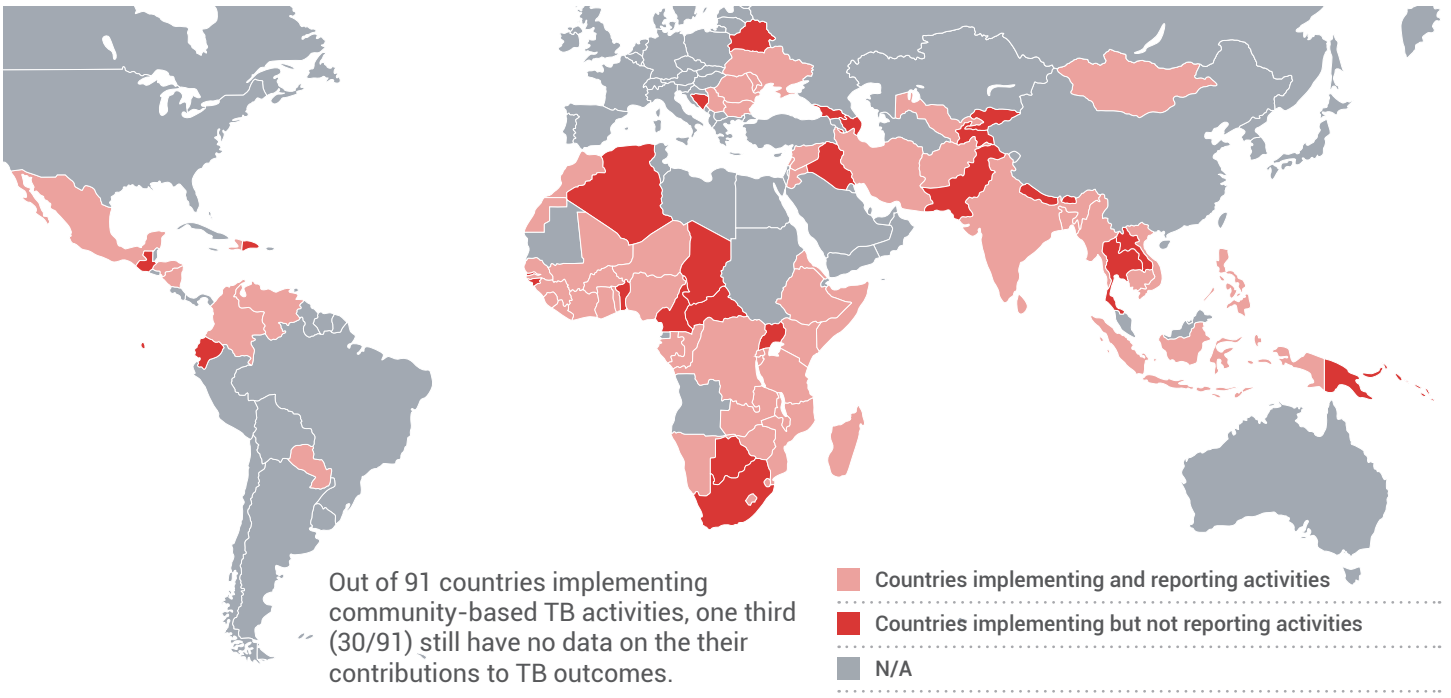 Out of 91 countries implementing
community-based TB activities, one third
(30/91) still have no data on the their
contributions to TB outcomes.
Countries implementing and reporting activities
Countries implementing but not reporting activities
N/A